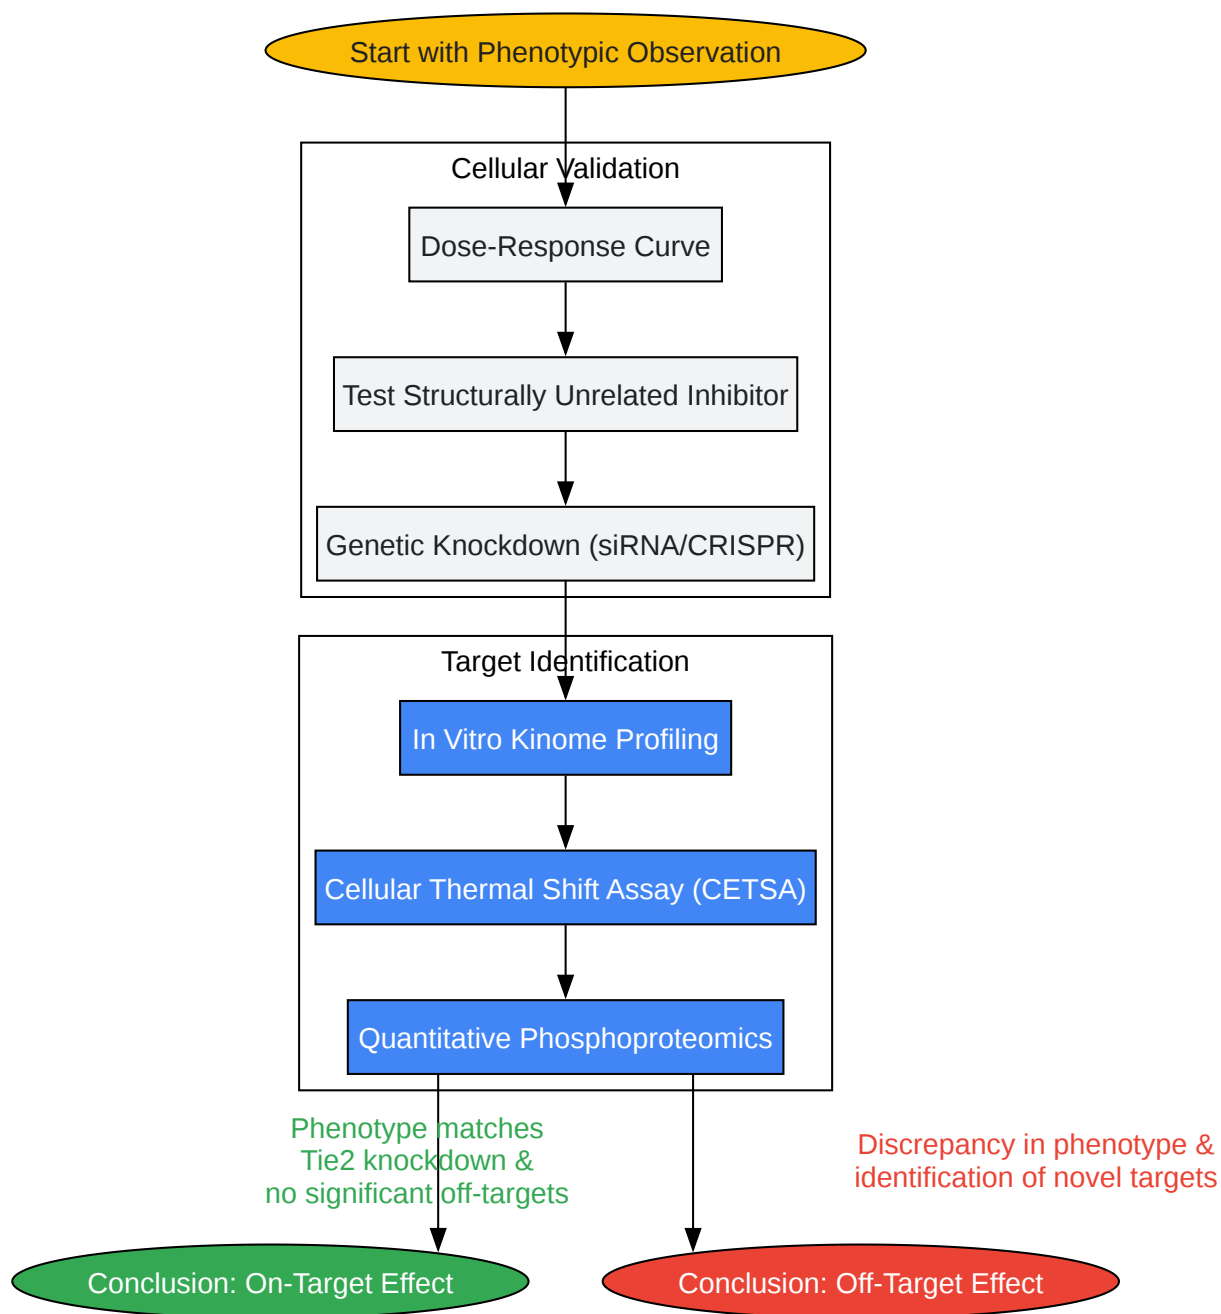 Start with Phenotypic Observation
Cellular Validation
Dose-Response Curve
Test Structurally Unrelated Inhibitor
Genetic Knockdown (siRNA/CRISPR)
Target Identification
In Vitro Kinome Profiling
Cellular Thermal Shift Assay (CETSA)
Quantitative Phosphoproteomics
Phenotype matches
Tie2 knockdown &
no significant off-targets
Discrepancy in phenotype &
identification of novel targets
Conclusion: On-Target Effect
Conclusion: Off-Target Effect